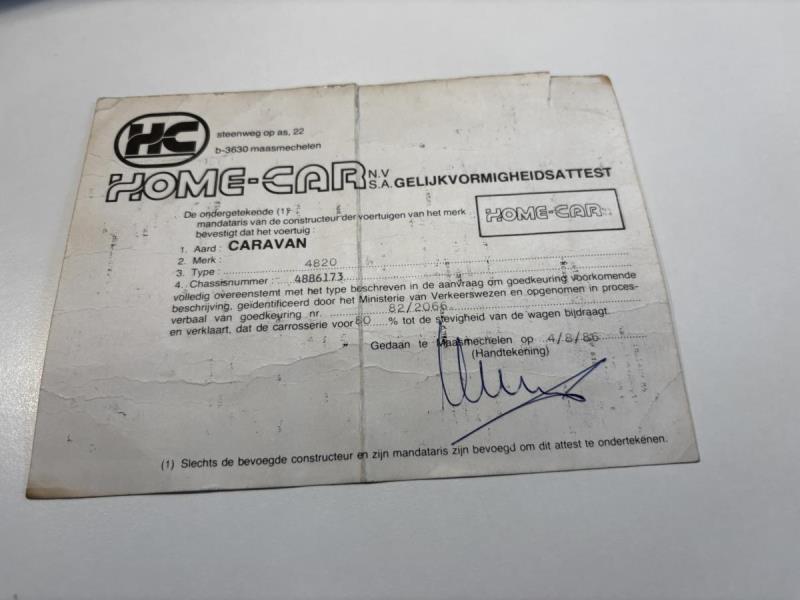 HC
steenweg op as, 22
b-3630 maasmechelen
HOME-CAR N.V S.A. GELIJKVORMIGHEIDSATTEST
De ondergetekende (1)
mandataris van de constructeur der voertuigen van het merk HOME-CAR
bevestigt dat het voertuig :
1. Aard : CARAVAN
2. Merk :
3. Type : 4820
4. Chassisnummer : 4886173
volledig overeenstemt met het type beschreven in de aanvraag om goedkeuring voorkomende
beschrijving, geïdentificeerd door het Ministerie van Verkeerswezen en opgenomen in proces-
verbaal van goedkeuring nr. 82/2066
en verklaart, dat de carrosserie voor 80 % tot de stevigheid van de wagen bijdraagt.
Gedaan te Maasmechelen op 4/8/86
(Handtekening)
(1) Slechts de bevoegde constructeur en zijn mandataris zijn bevoegd om dit attest te ondertekenen.